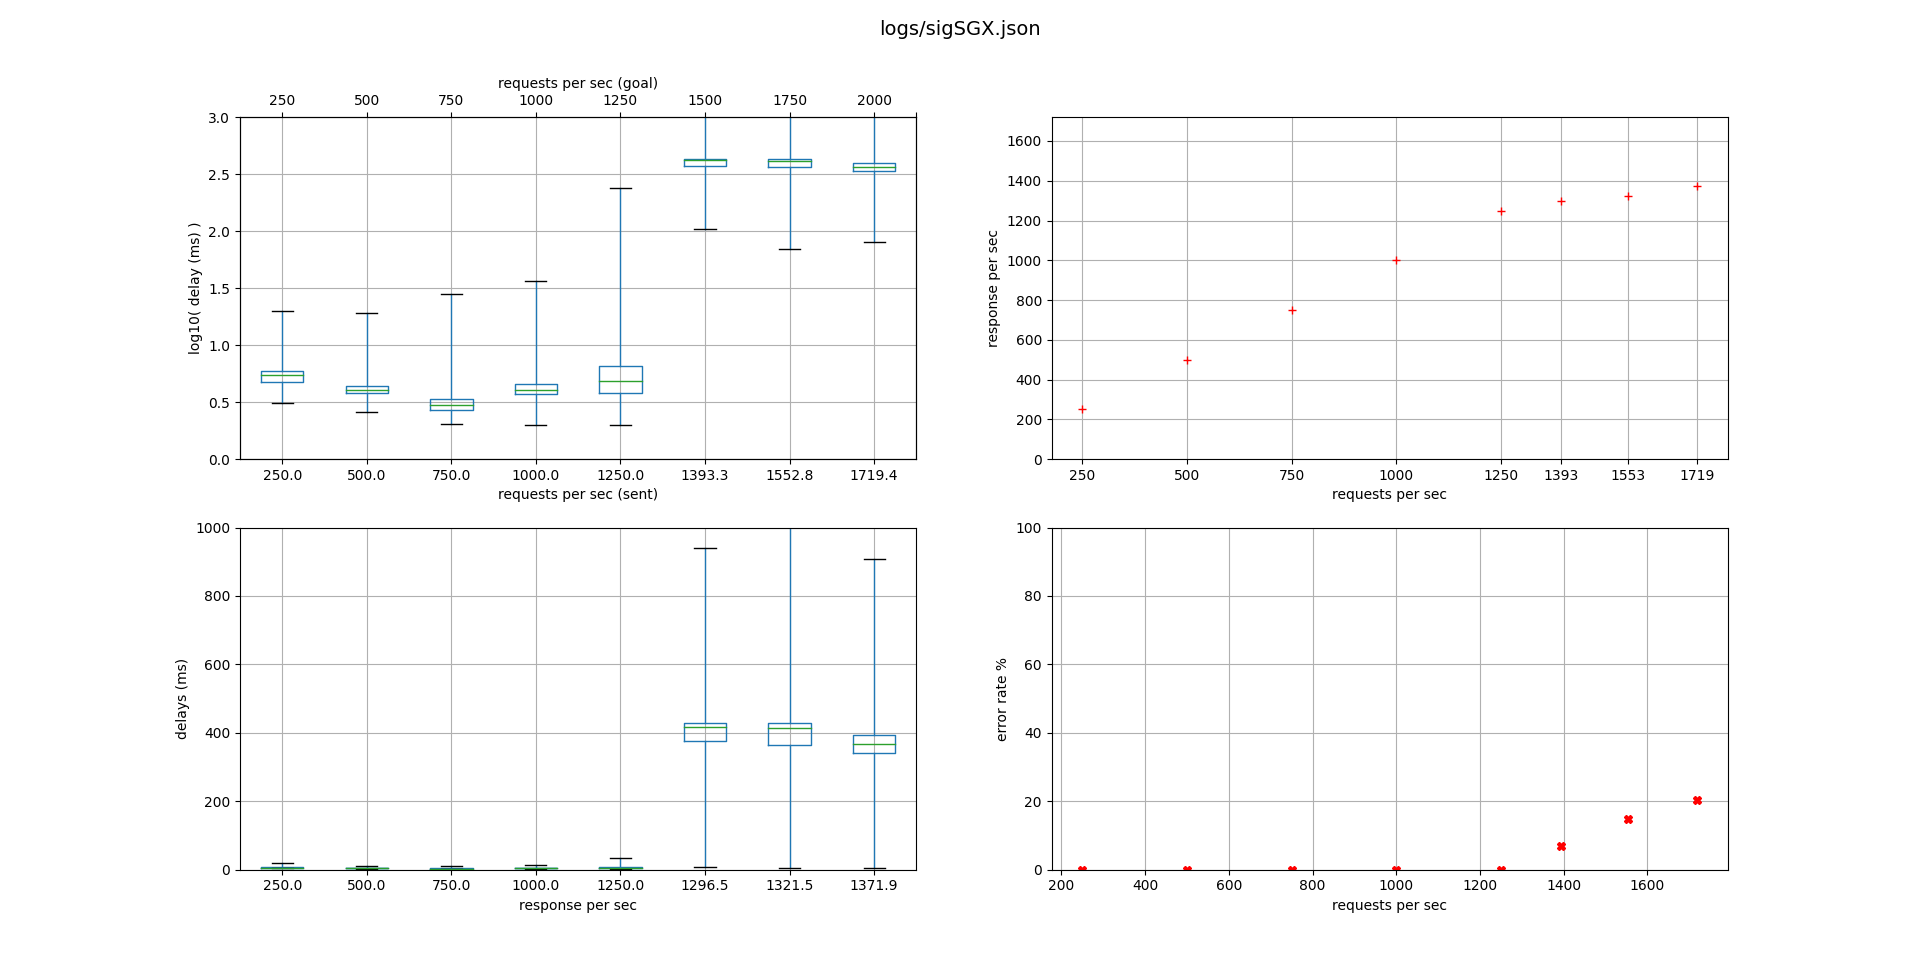 logs/sigSGX.json
requests per sec (goal)
250 500 750 1000 1250 1500 1750 2000
3.0
2.5
2.0
1.5
1.0
0.5
0.0
log10( delay (ms) )
250.0 500.0 750.0 1000.0 1250.0 1393.3 1552.8 1719.4
requests per sec (sent)
1600
1400
1200
1000
800
600
400
200
0
response per sec
250 500 750 1000 1250 1393 1553 1719
requests per sec
1000
800
600
400
200
0
delays (ms)
250.0 500.0 750.0 1000.0 1250.0 1296.5 1321.5 1371.9
response per sec
100
80
60
40
20
0
error rate %
200 400 600 800 1000 1200 1400 1600
requests per sec